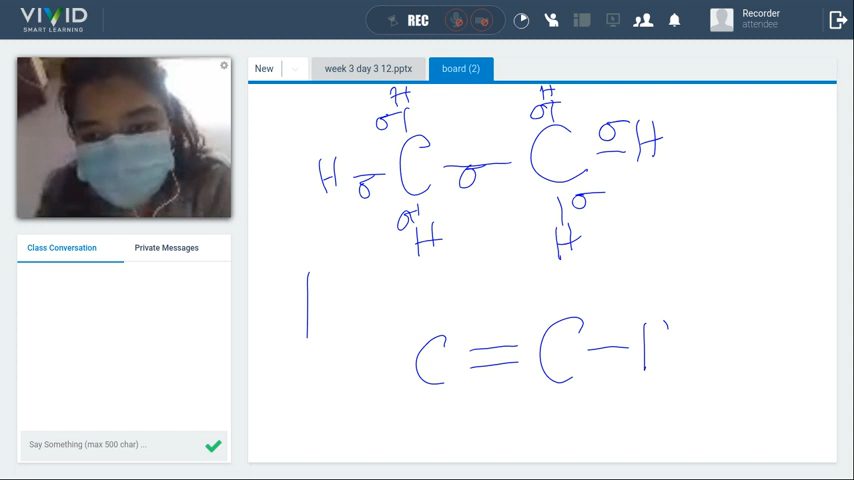 VIVID
SMART LEARNING
REC
Recorder
attendee
New
week 3 day 3 12.pptx
board (2)
H H
σ σ
H σ C σ C σ H
σ σ
H H
C = C - H
Class Conversation
Private Messages
Say Something (max 500 char) ...